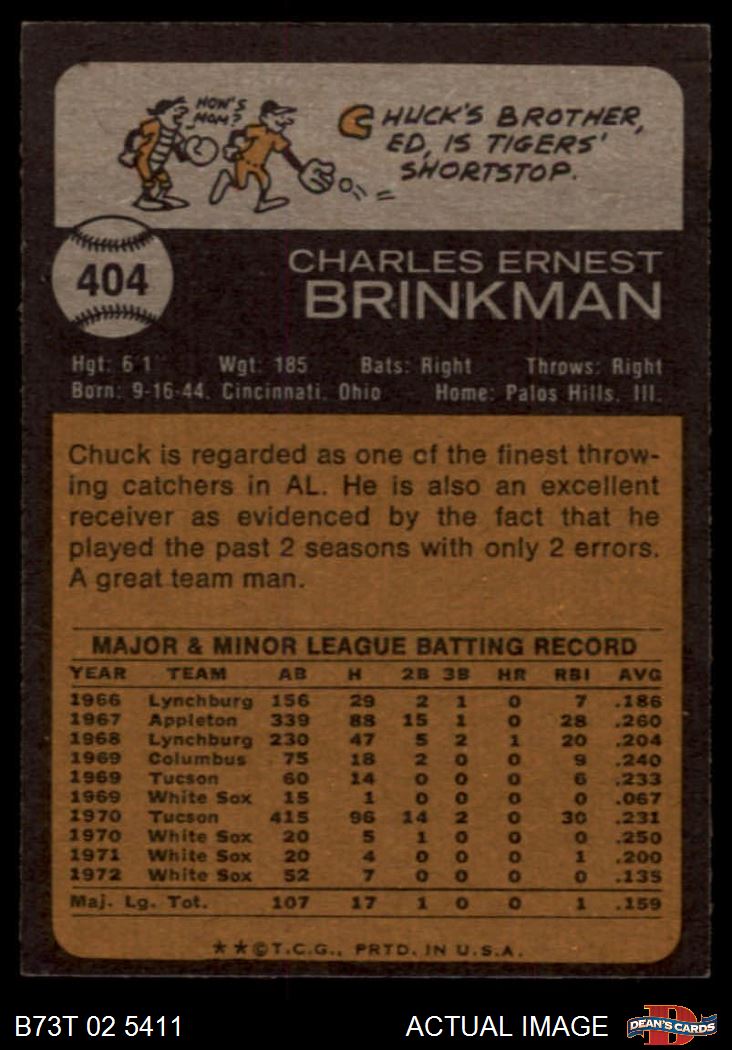 HOW'S
MOM?
CHUCK'S BROTHER,
ED, IS TIGERS'
SHORTSTOP.
404
CHARLES ERNEST
BRINKMAN
Hgt: 6'1" Wgt: 185 Bats: Right Throws: Right
Born: 9-16-44, Cincinnati, Ohio Home: Palos Hills, Ill.
Chuck is regarded as one of the finest throw-
ing catchers in AL. He is also an excellent
receiver as evidenced by the fact that he
played the past 2 seasons with only 2 errors.
A great team man.
MAJOR & MINOR LEAGUE BATTING RECORD
YEAR TEAM AB H 2B 3B HR RBI AVG
1966 Lynchburg 156 29 2 1 0 7 .186
1967 Appleton 339 88 15 1 0 28 .260
1968 Lynchburg 230 47 5 2 1 20 .204
1969 Columbus 75 18 2 0 0 9 .240
1969 Tucson 60 14 0 0 0 6 .233
1969 White Sox 15 1 0 0 0 0 .067
1970 Tucson 415 96 14 2 0 30 .231
1970 White Sox 20 5 1 0 0 0 .250
1971 White Sox 20 4 0 0 0 1 .200
1972 White Sox 52 7 0 0 0 0 .135
Maj. Lg. Tot. 107 17 1 0 0 1 .159
**©T.C.G., PRTD. IN U.S.A.
B73T 02 5411 ACTUAL IMAGE D DEAN'S CARDS